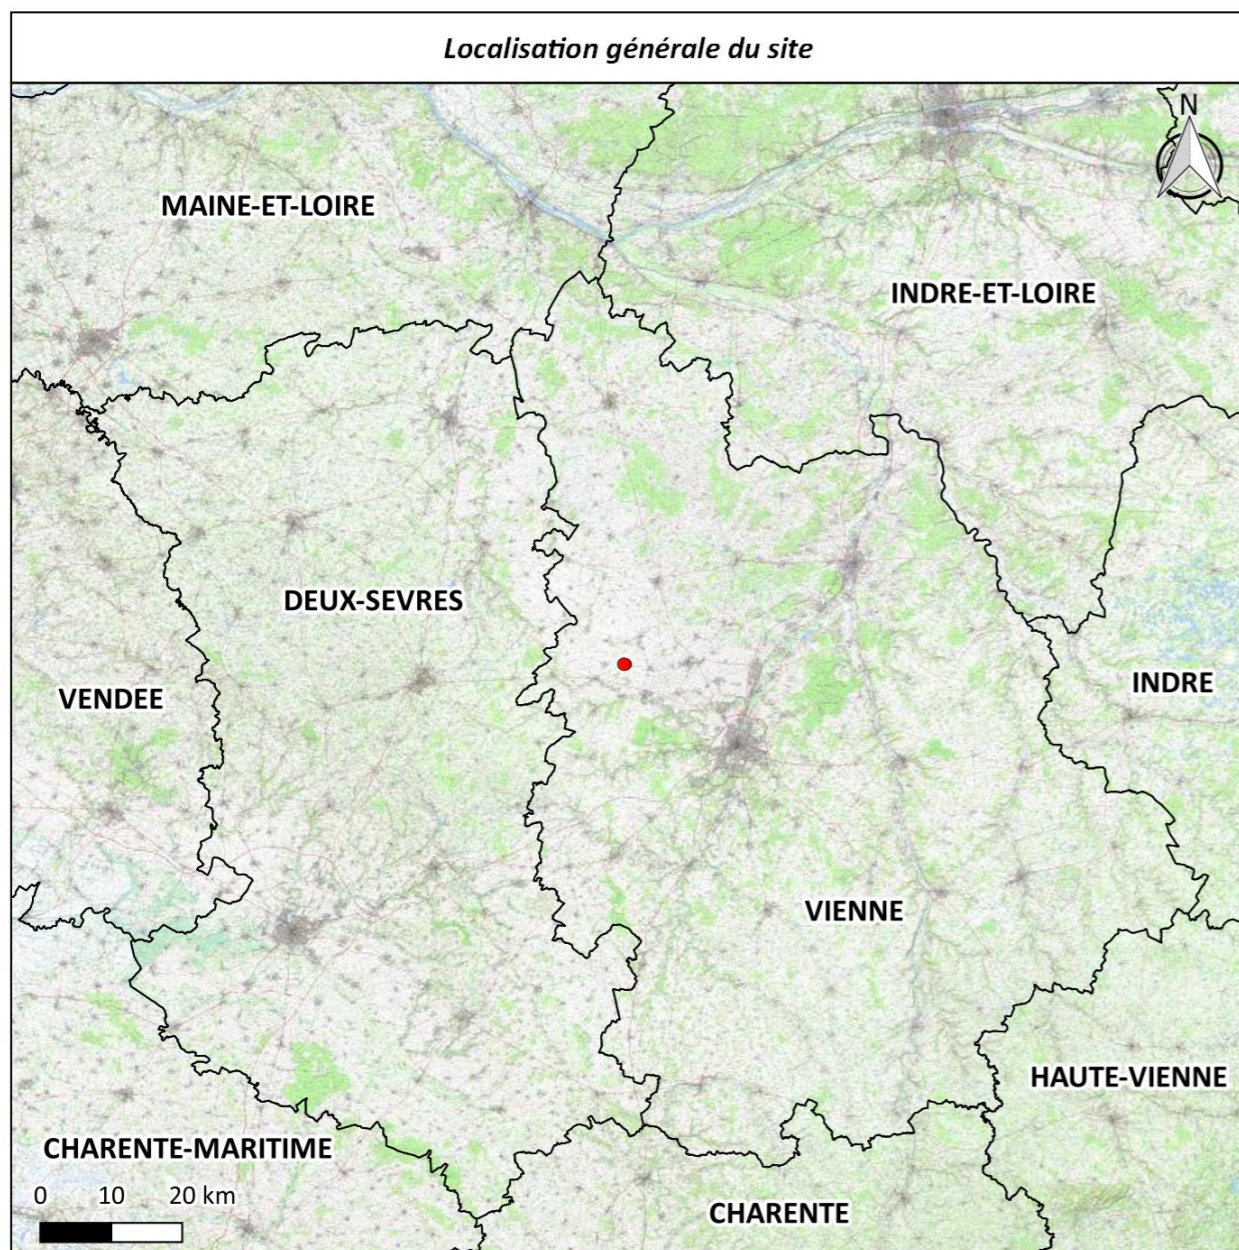 Localisation générale du site
N
MAINE-ET-LOIRE
INDRE-ET-LOIRE
DEUX-SEVRES
VENDEE
INDRE
VIENNE
HAUTE-VIENNE
CHARENTE-MARITIME
0 10 20 km
CHARENTE